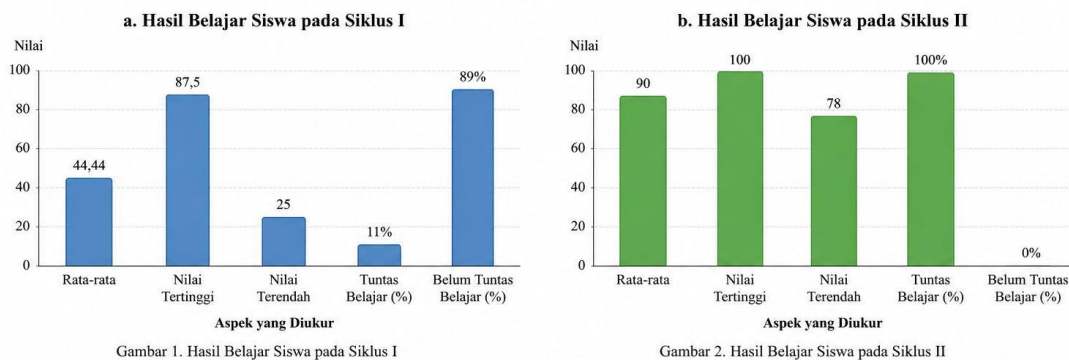 a. Hasil Belajar Siswa pada Siklus I
Nilai
100
80
60
40
20
0
44,44
87,5
25
11%
89%
Rata-rata
Nilai
Tertinggi
Nilai
Terendah
Tuntas
Belajar (%)
Belum Tuntas
Belajar (%)
Aspek yang Diukur
Gambar 1. Hasil Belajar Siswa pada Siklus I
b. Hasil Belajar Siswa pada Siklus II
Nilai
100
80
60
40
20
0
90
100
78
100%
0%
Rata-rata
Nilai
Tertinggi
Nilai
Terendah
Tuntas
Belajar (%)
Belum Tuntas
Belajar (%)
Aspek yang Diukur
Gambar 2. Hasil Belajar Siswa pada Siklus II